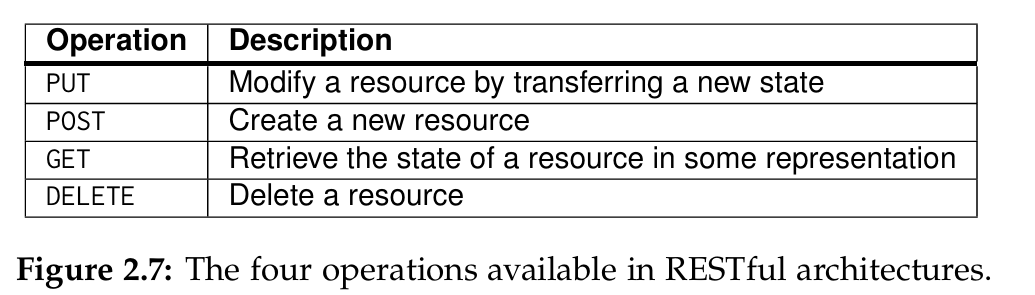 Operation Description
PUT Modify a resource by transferring a new state
POST Create a new resource
GET Retrieve the state of a resource in some representation
DELETE Delete a resource
Figure 2.7: The four operations available in RESTful architectures.